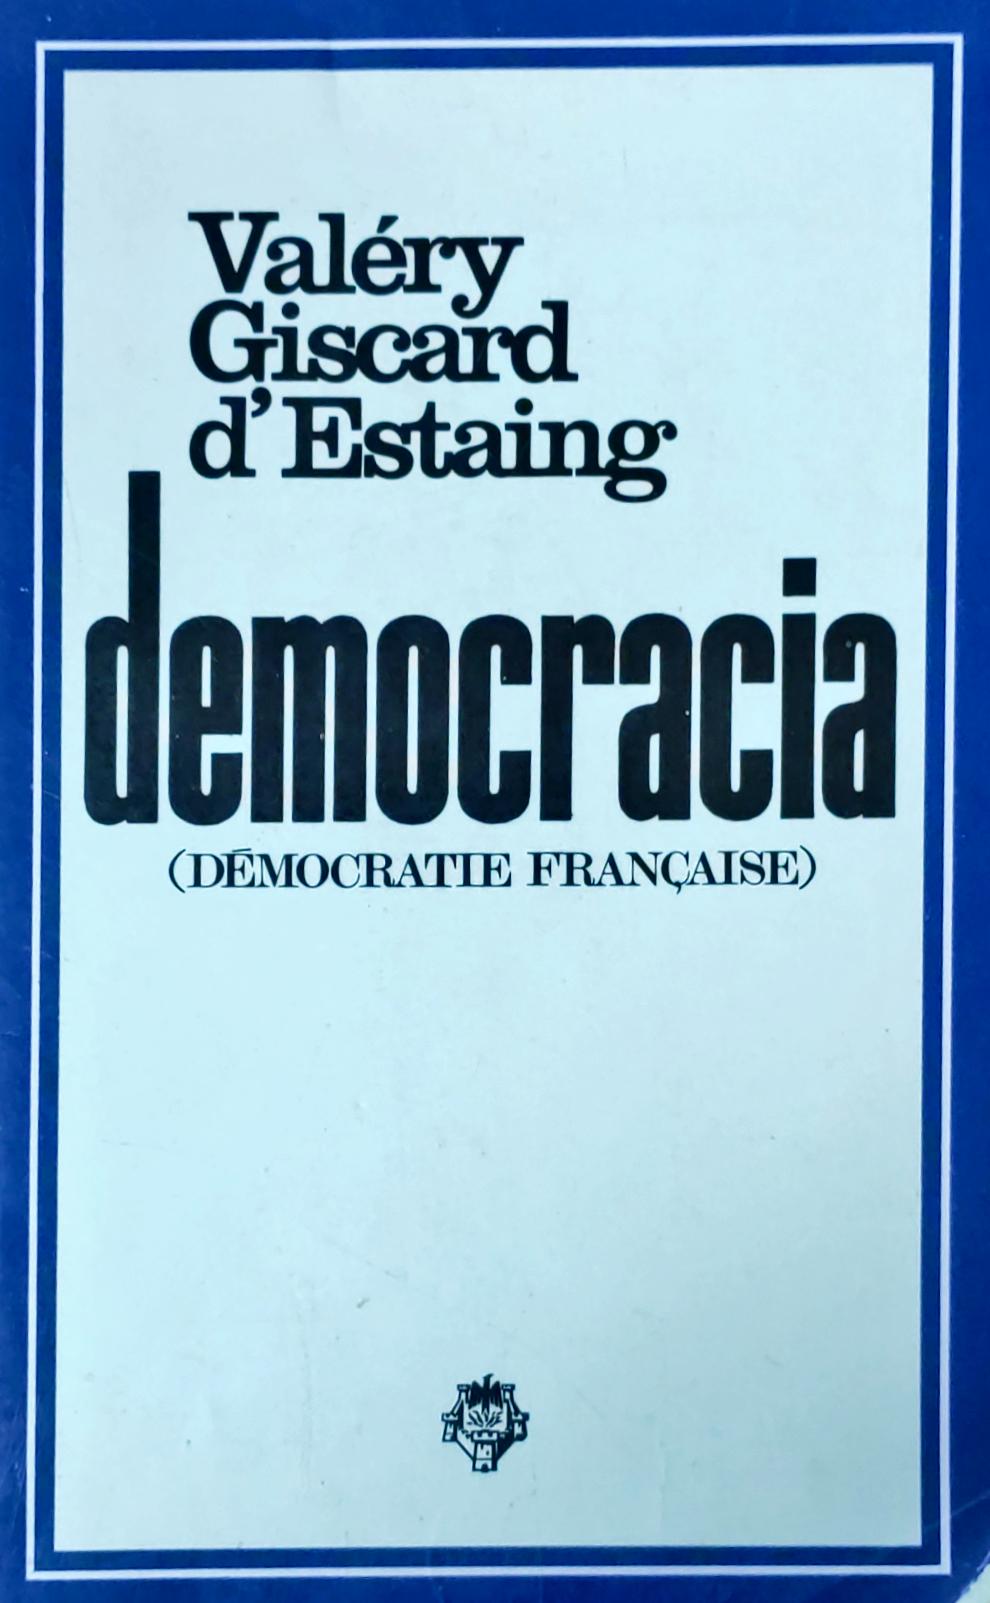 Valéry
Giscard
d'Estaing
democracia
(DÉMOCRATIE FRANÇAISE)